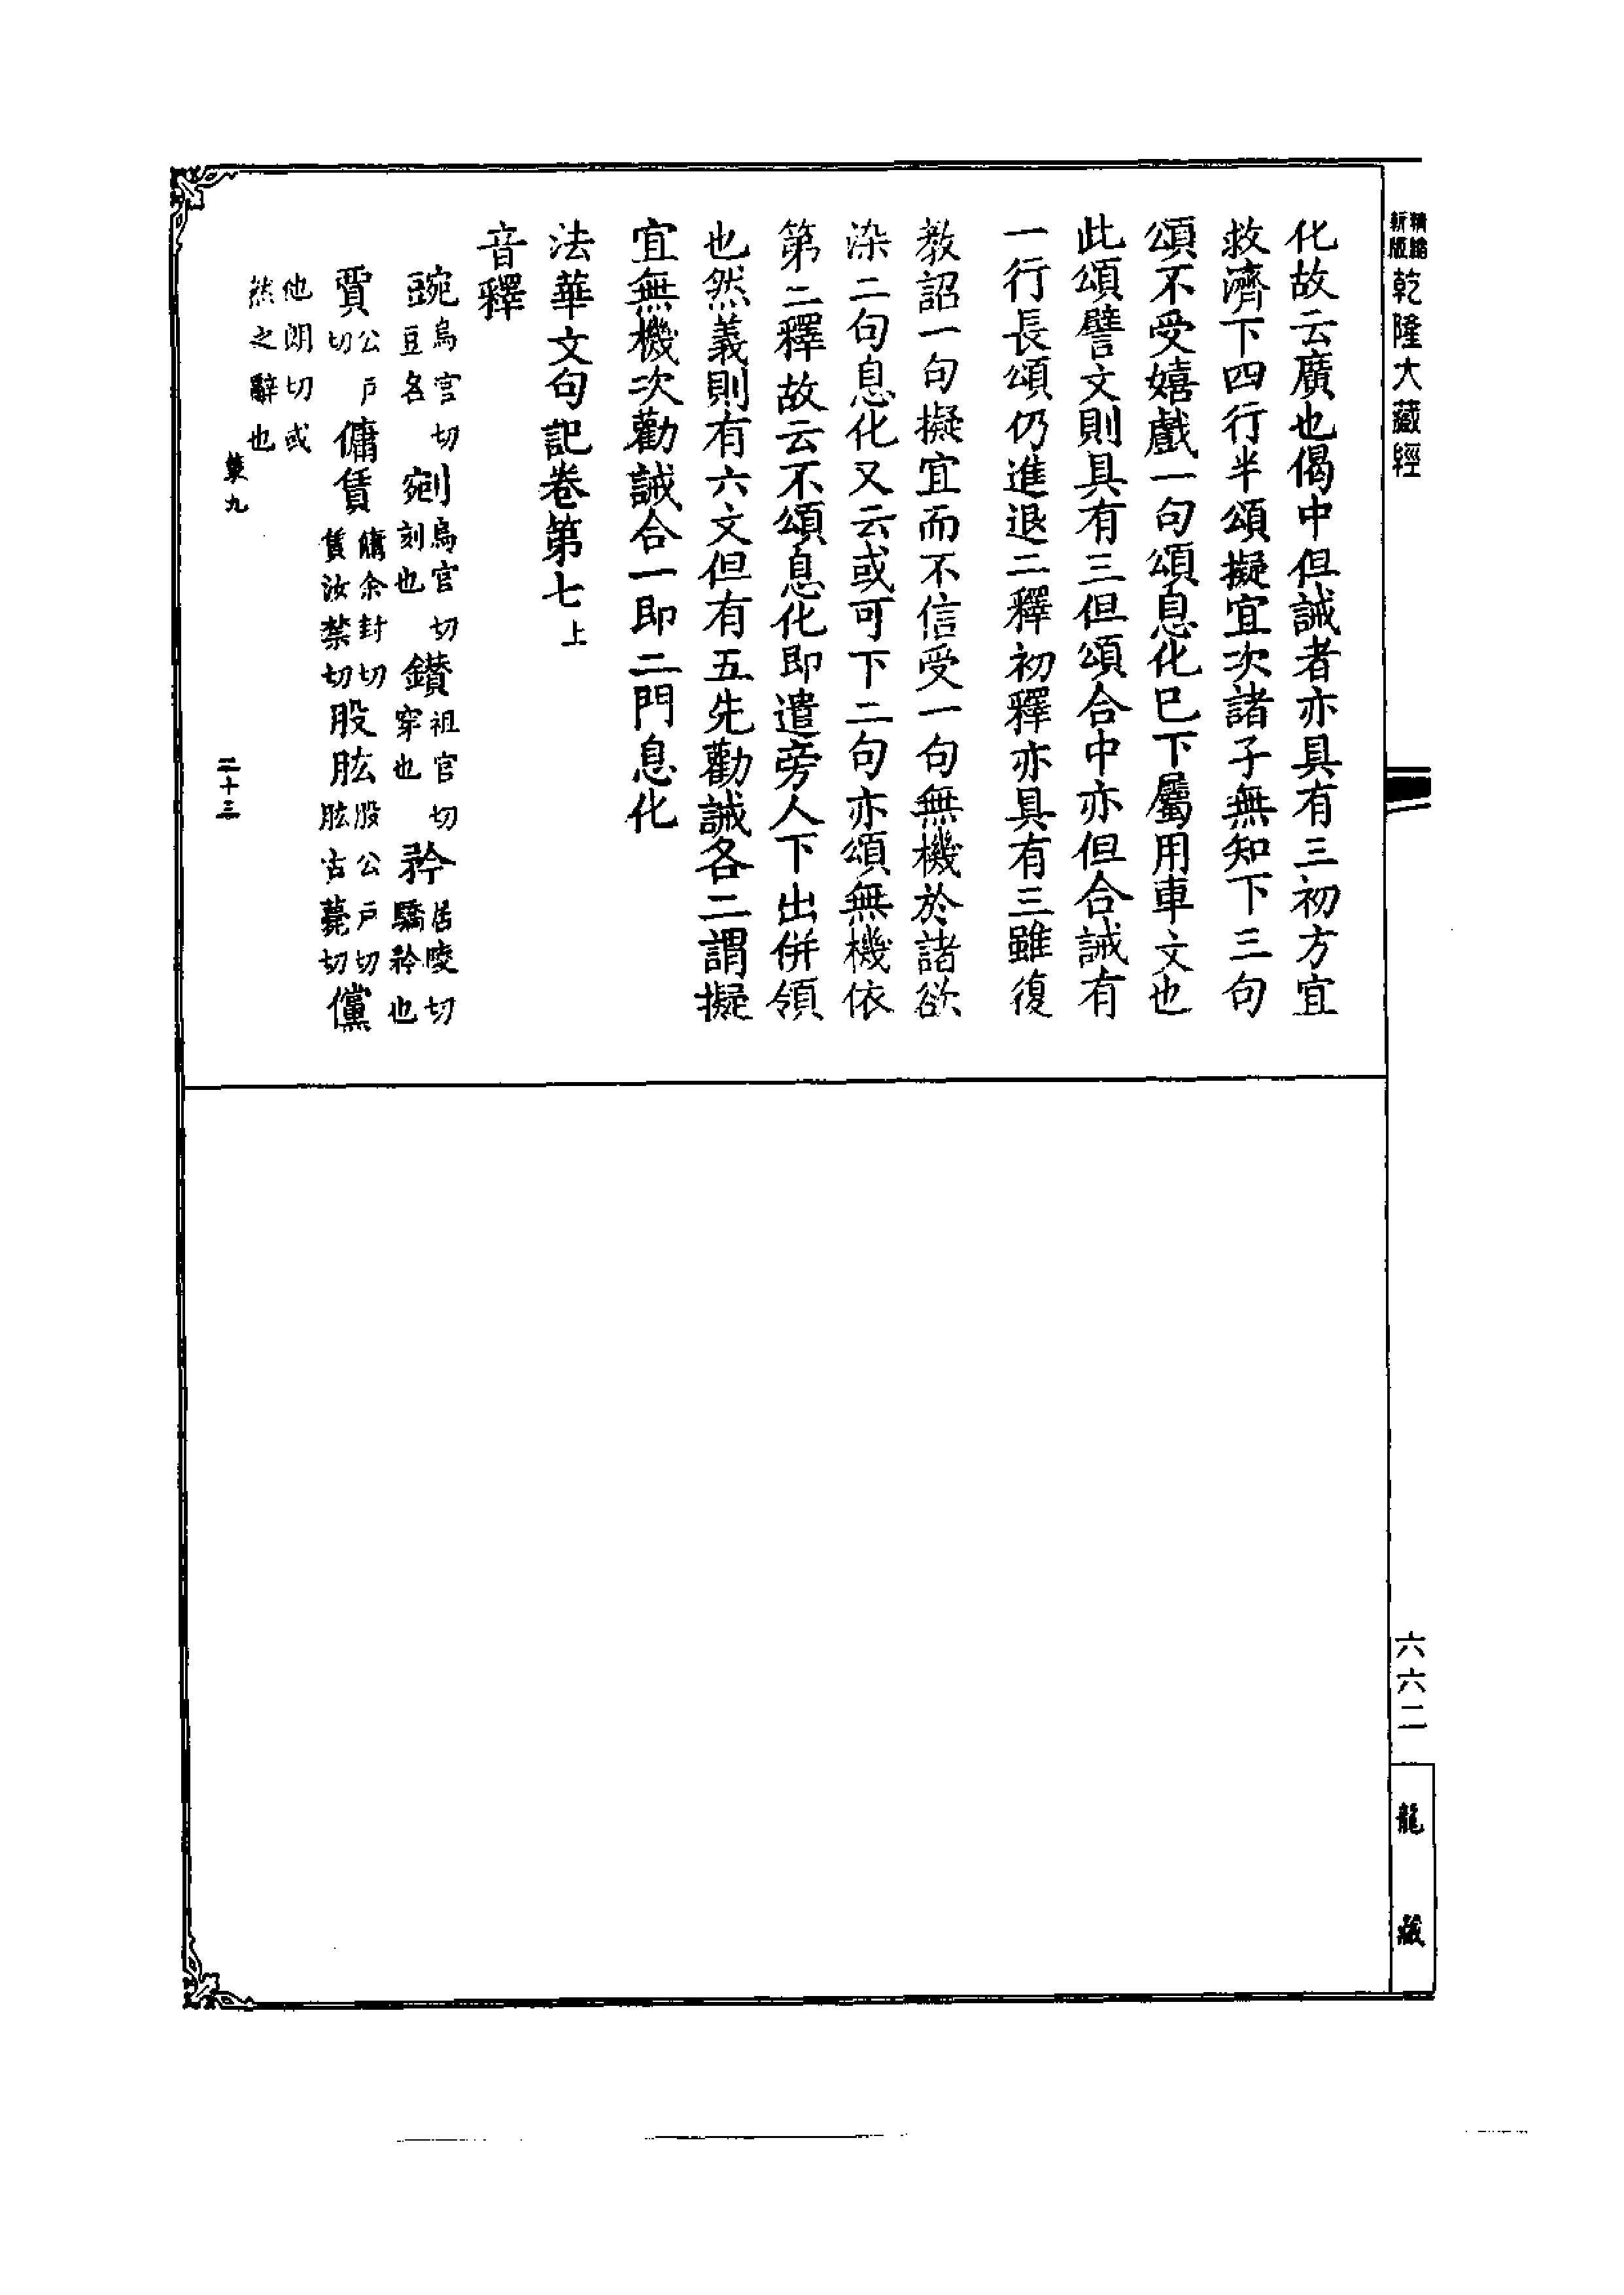 新版
精縮
乾隆大藏經
六六二
龍藏
化故云廣也偈中但誡者亦具有三初方宜
救濟下四行半頌擬宜次諸子無知下三句
頌不受嬉戲一句頌息化已下屬用車文也
此頌譬文則具有三但頌合中亦但合誡有
一行長頌仍進退二釋初釋亦具有三雖復
教詔一句擬宜而不信受一句無機於諸欲
染二句息化又云或可下二句亦頌無機依
第二釋故云不頌息化即遣旁人下出併領
也然義則有六文但有五先勸誡各二謂擬
宜無機次勸誡合一即二門息化
法華文句記卷第七上
音釋
豌烏官切豆名 剜烏官切刻也 鑚祖官切穿也 矜居陵切驕矜也
賈公戶切 傭賃傭余封切賃汝禁切 股肱股公戶切肱古薨切 儻
他朗切或然之辭也
九 二十三